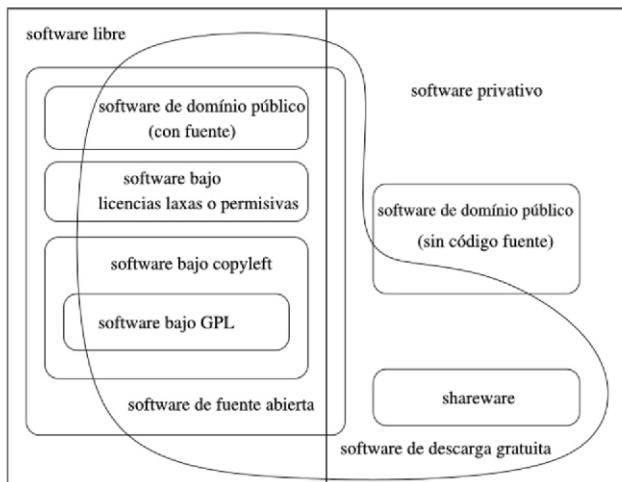 software libre
software de domínio público
(con fuente)
software bajo
licencias laxas o permisivas
software bajo copyleft
software bajo GPL
software de fuente abierta
software privativo
software de domínio público
(sin código fuente)
shareware
software de descarga gratuita